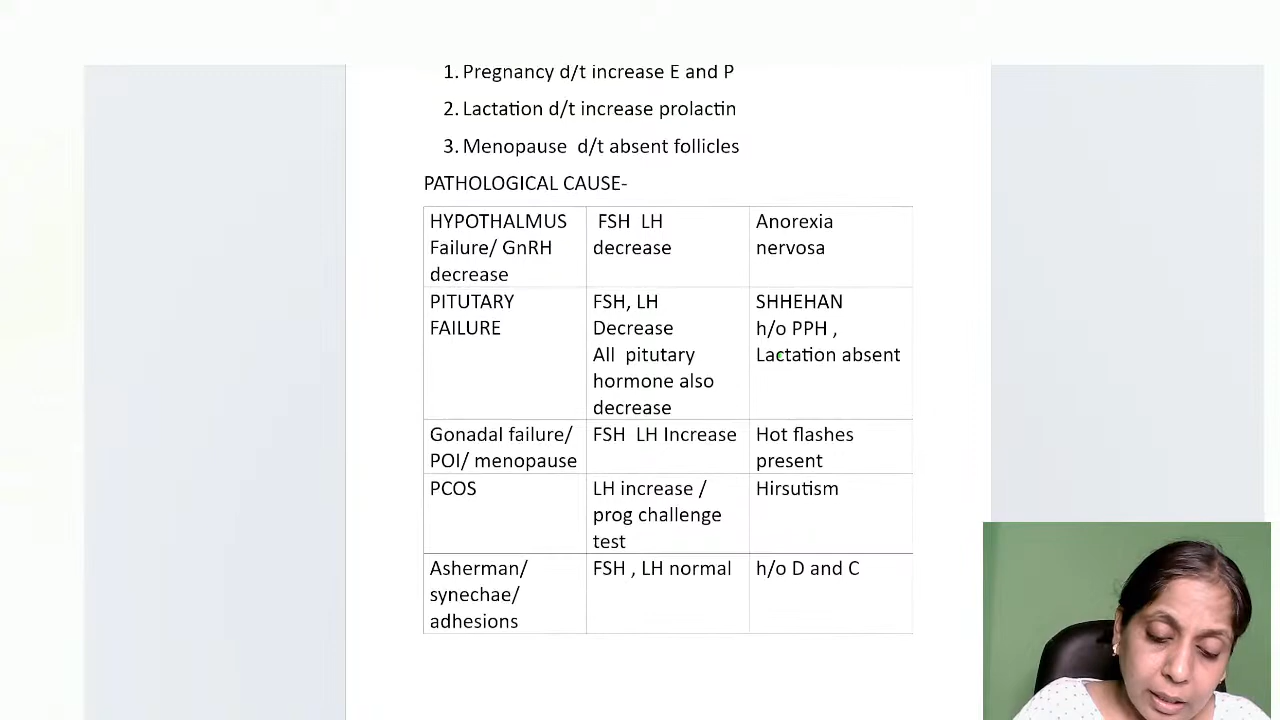 1. Pregnancy d/t increase E and P
2. Lactation d/t increase prolactin
3. Menopause d/t absent follicles
PATHOLOGICAL CAUSE-
HYPOTHALMUS
Failure/ GnRH
decrease
FSH LH
decrease
Anorexia
nervosa
PITUTARY
FAILURE
FSH, LH
Decrease
All pitutary
hormone also
decrease
SHHEHAN
h/o PPH ,
Lactation absent
Gonadal failure/
POI/ menopause
FSH LH Increase
Hot flashes
present
PCOS
LH increase /
prog challenge
test
Hirsutism
Asherman/
synechae/
adhesions
FSH , LH normal
h/o D and C